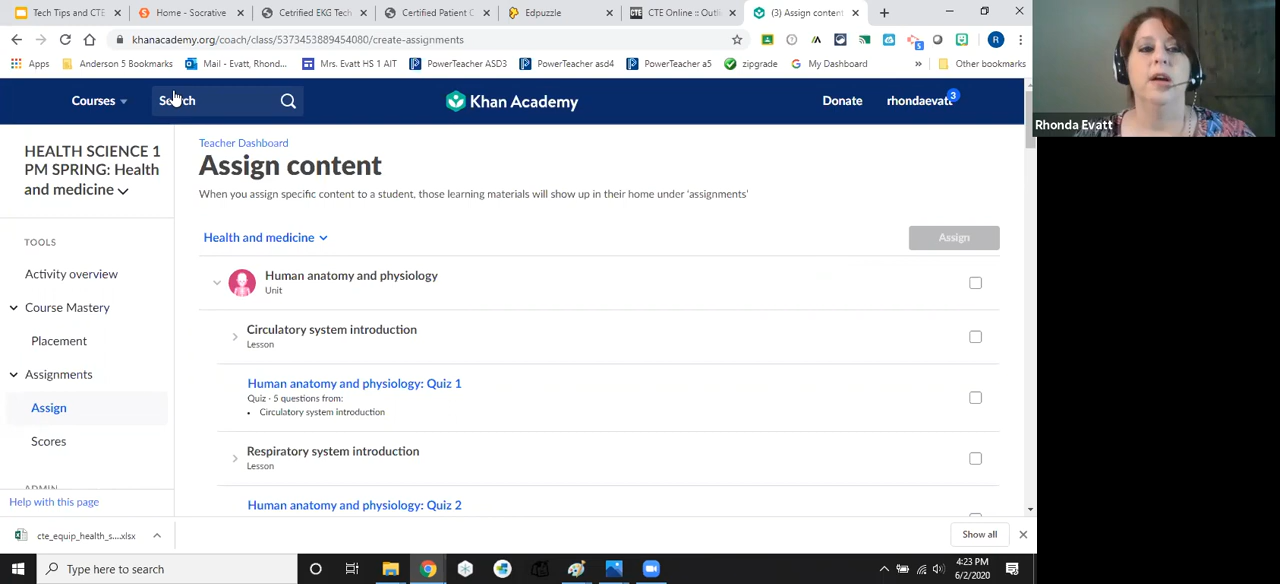 Tech Tips and CTE
Home - Socrative
Cetrified EKG Tech
Certified Patient C
Edpuzzle
CTE Online :: Outli
(3) Assign content
khanacademy.org/coach/class/5373453889454080/create-assignments
Apps
Anderson 5 Bookmarks
Mail - Evatt, Rhond...
Mrs. Evatt HS 1 AIT
PowerTeacher ASD3
PowerTeacher asd4
PowerTeacher a5
zipgrade
My Dashboard
»
Other bookmarks
Courses
Search
Khan Academy
Donate
rhondaevatt
3
Rhonda Evatt
HEALTH SCIENCE 1
PM SPRING: Health
and medicine
TOOLS
Activity overview
Course Mastery
Placement
Assignments
Assign
Scores
ADMIN
Help with this page
Teacher Dashboard
Assign content
When you assign specific content to a student, those learning materials will show up in their home under 'assignments'
Health and medicine
Assign
Human anatomy and physiology
Unit
Circulatory system introduction
Lesson
Human anatomy and physiology: Quiz 1
Quiz · 5 questions from:
• Circulatory system introduction
Respiratory system introduction
Lesson
Human anatomy and physiology: Quiz 2
cte_equip_health_s....xlsx
Show all
Type here to search
4:23 PM
6/2/2020